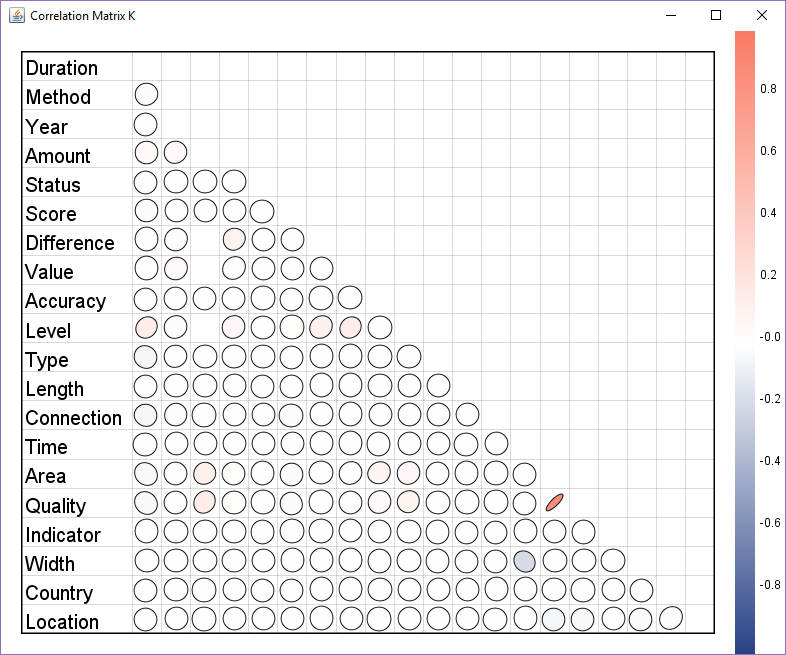 Correlation Matrix K
Duration
Method
Year
Amount
Status
Score
Difference
Value
Accuracy
Level
Type
Length
Connection
Time
Area
Quality
Indicator
Width
Country
Location
0.8
0.6
0.4
0.2
-0.0
-0.2
-0.4
-0.6
-0.8